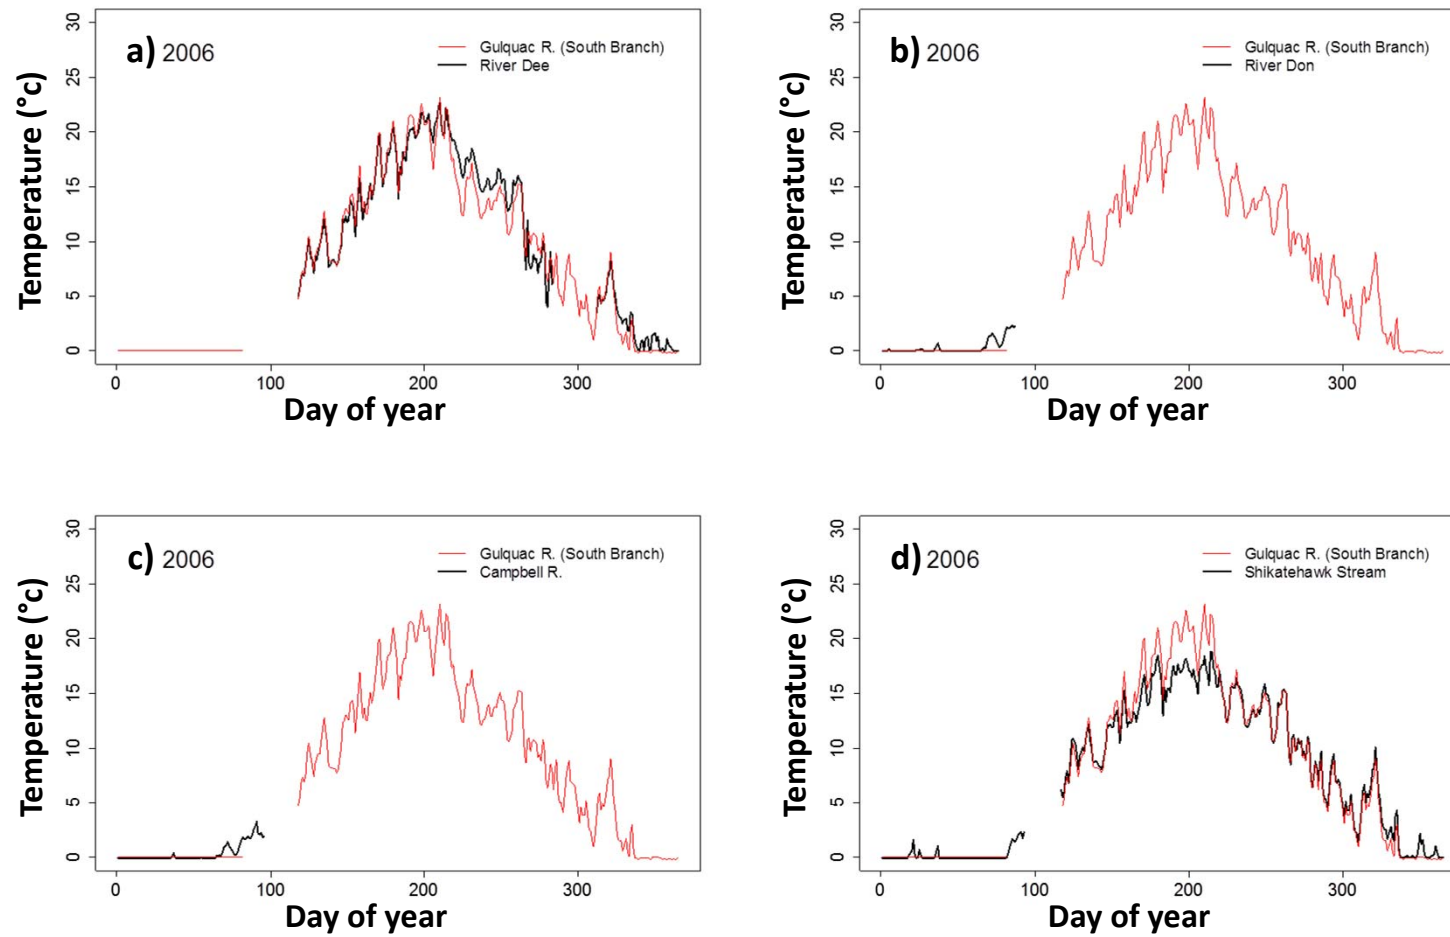 a) 2006
Gulquac R. (South Branch)
River Dee
Temperature (°c)
30
25
20
15
10
5
0
0 100 200 300
Day of year
b) 2006
Gulquac R. (South Branch)
River Don
Temperature (°c)
30
25
20
15
10
5
0
0 100 200 300
Day of year
c) 2006
Gulquac R. (South Branch)
Campbell R.
Temperature (°c)
30
25
20
15
10
5
0
0 100 200 300
Day of year
d) 2006
Gulquac R. (South Branch)
Shikatehawk Stream
Temperature (°c)
30
25
20
15
10
5
0
0 100 200 300
Day of year